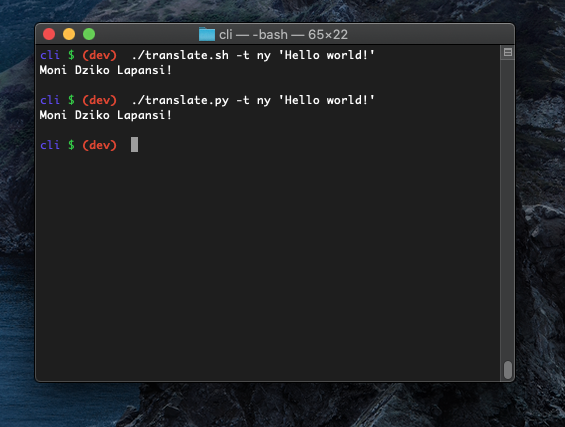 cli — -bash — 65×22
cli $ (dev) ./translate.sh -t ny 'Hello world!'
Moni Dziko Lapansi!
cli $ (dev) ./translate.py -t ny 'Hello world!'
Moni Dziko Lapansi!
cli $ (dev)